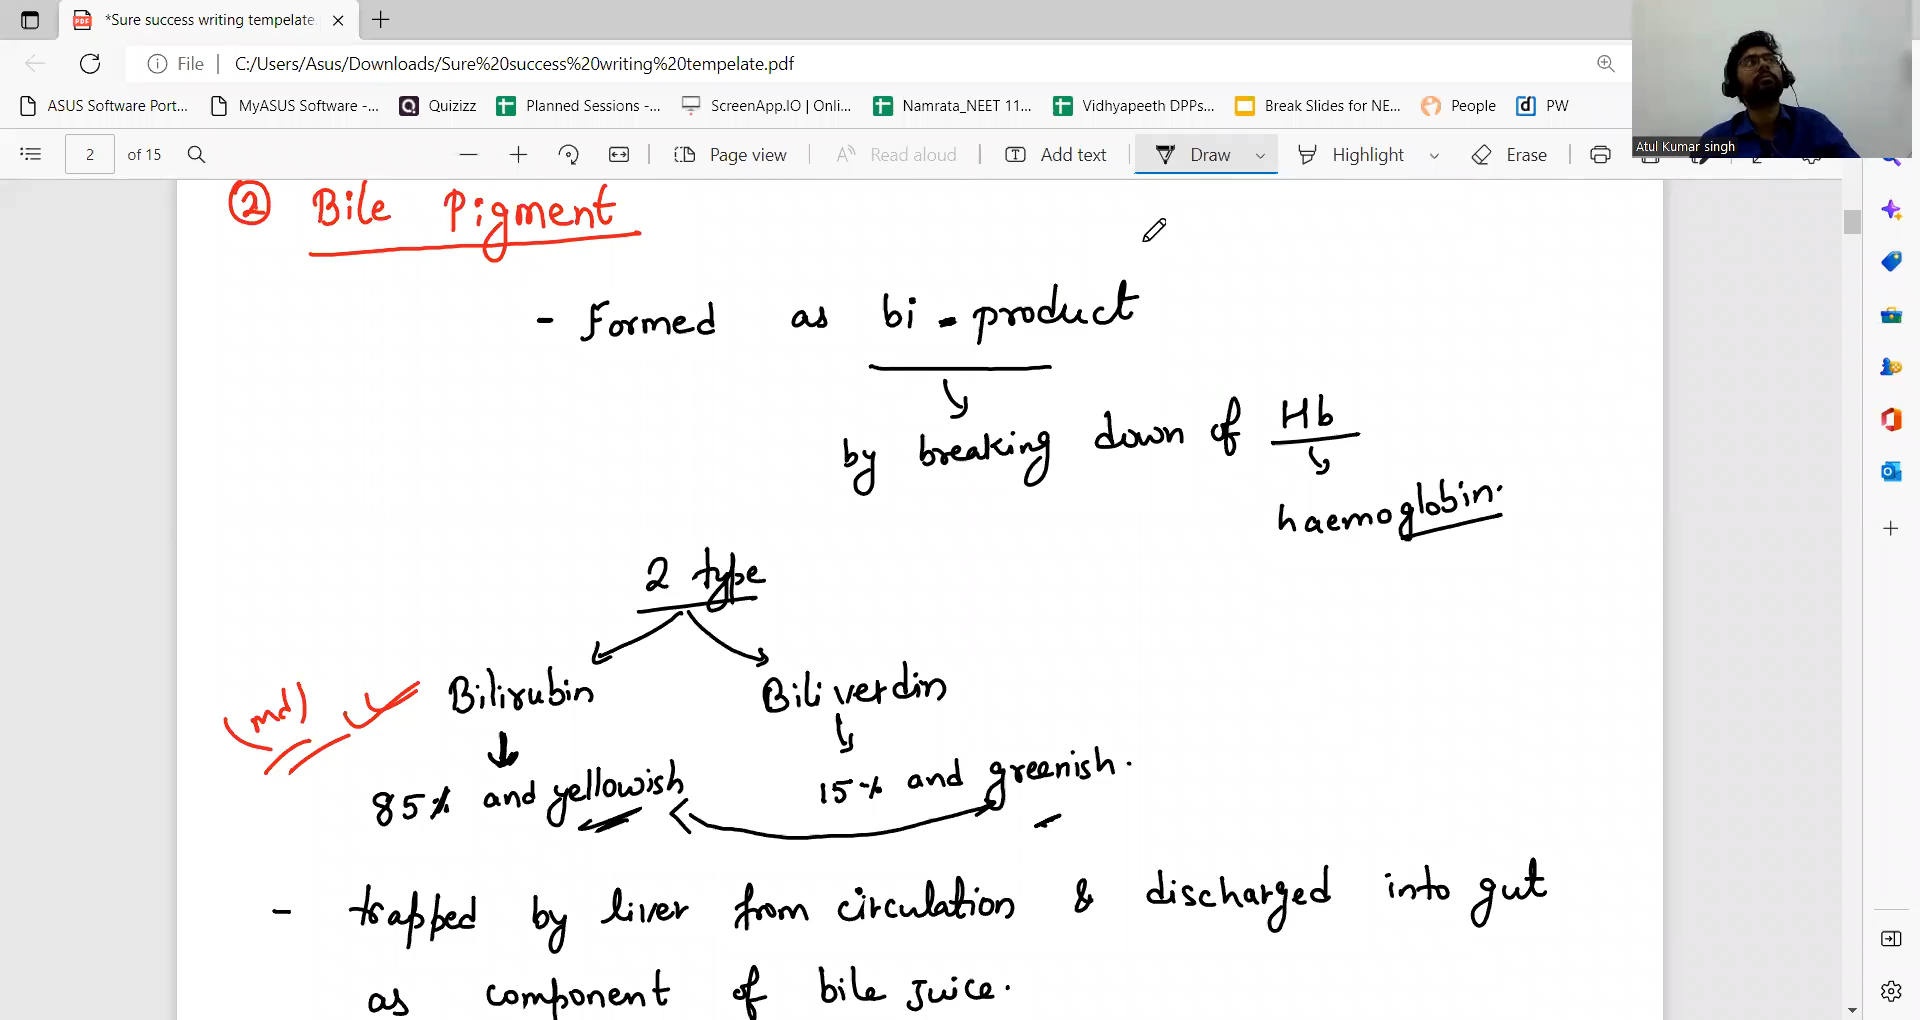 *Sure success writing tempelate.
File C:/Users/Asus/Downloads/Sure%20success%20writing%20tempelate.pdf
ASUS Software Port... MyASUS Software -... Quizizz Planned Sessions -... ScreenApp.IO | Onli... Namrata_NEET 11... Vidhyapeeth DPPs... Break Slides for NE... People PW
Atul Kumar singh
2 of 15 Page view Read aloud Add text Draw Highlight Erase
② Bile Pigment
- Formed as bi-product
by breaking down of Hb
haemoglobin.
2 type
Bilirubin Biliverdin
85% and yellowish 15% and greenish.
- trapped by liver from circulation & discharged into gut
as component of bile Juice.